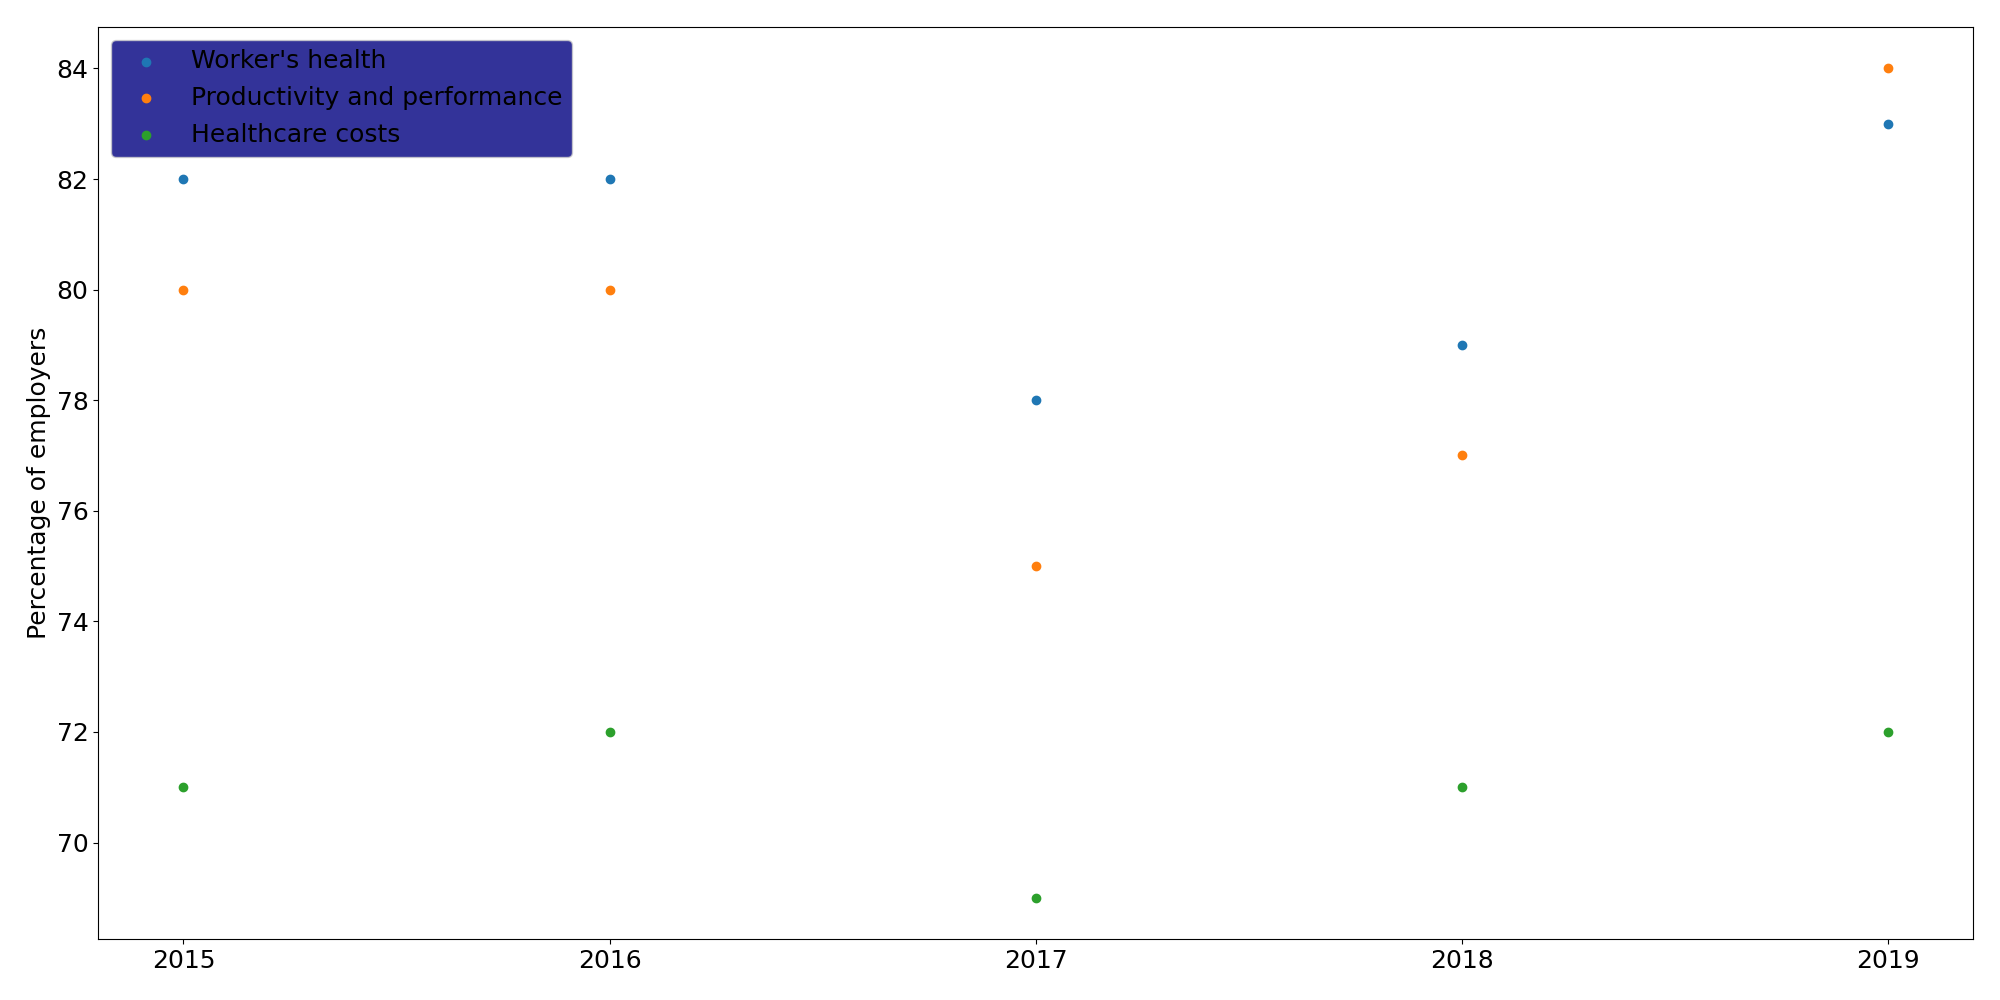 Worker's health
Productivity and performance
Healthcare costs
Percentage of employers
84
82
80
78
76
74
72
70
2015 2016 2017 2018 2019